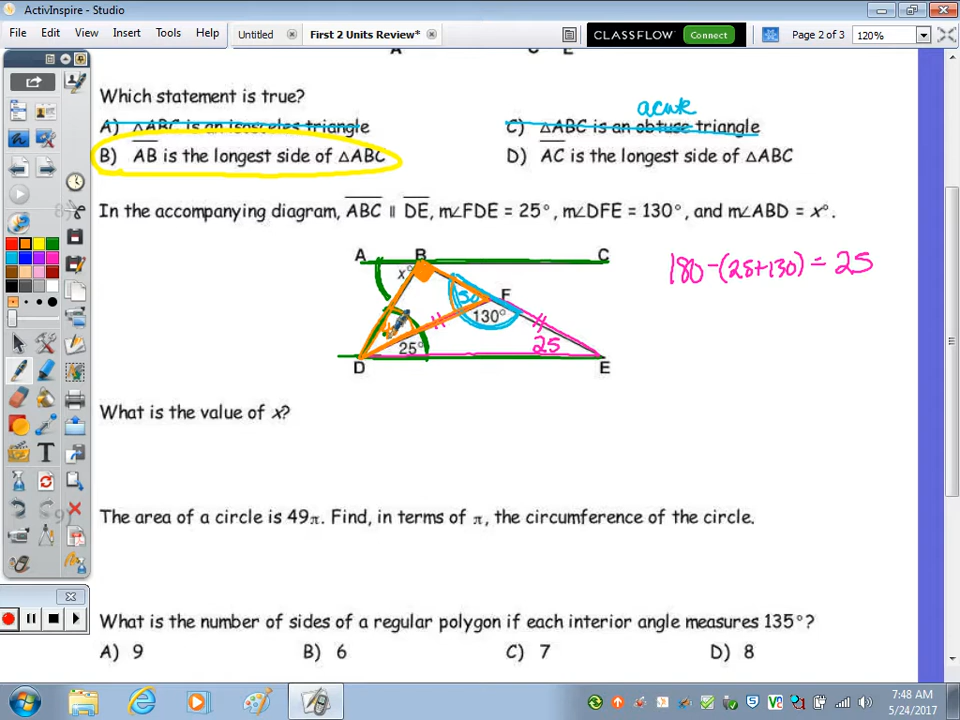 ActivInspire - Studio
File Edit View Insert Tools Help Untitled First 2 Units Review* CLASSFLOW Connect Page 2 of 3 120%
A C E
Which statement is true?
acute
A) △ABC is an isosceles triangle C) △ABC is an obtuse triangle
B) AB is the longest side of △ABC D) AC is the longest side of △ABC
8)
In the accompanying diagram, ABC ∥ DE, m∠FDE = 25°, m∠DFE = 130°, and m∠ABD = x°.
A B C
180-(25+130) = 25
x°
50 F
130°
25° 25
D E
What is the value of x?
9)
The area of a circle is 49π. Find, in terms of π, the circumference of the circle.
What is the number of sides of a regular polygon if each interior angle measures 135°?
A) 9 B) 6 C) 7 D) 8
7:48 AM
5/24/2017